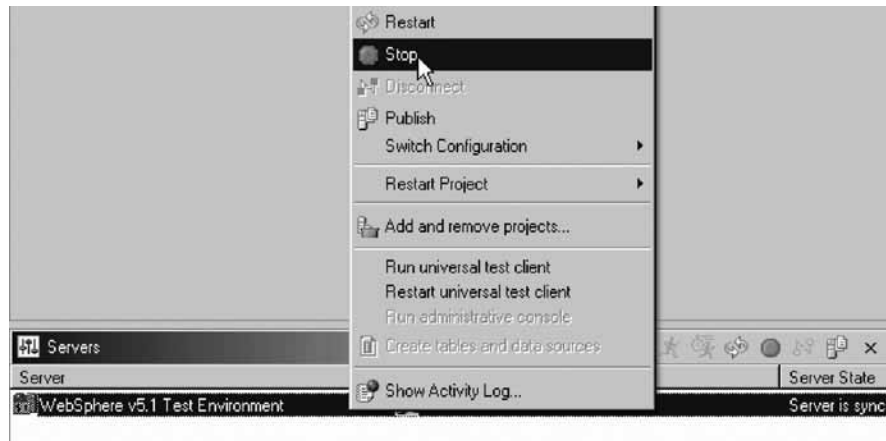 Restart
Stop
Disconnect
Publish
Switch Configuration
Restart Project
Add and remove projects...
Run universal test client
Restart universal test client
Run administrative console
Create tables and data sources
Show Activity Log...
Servers
Server Server State
WebSphere v5.1 Test Environment Server is sync